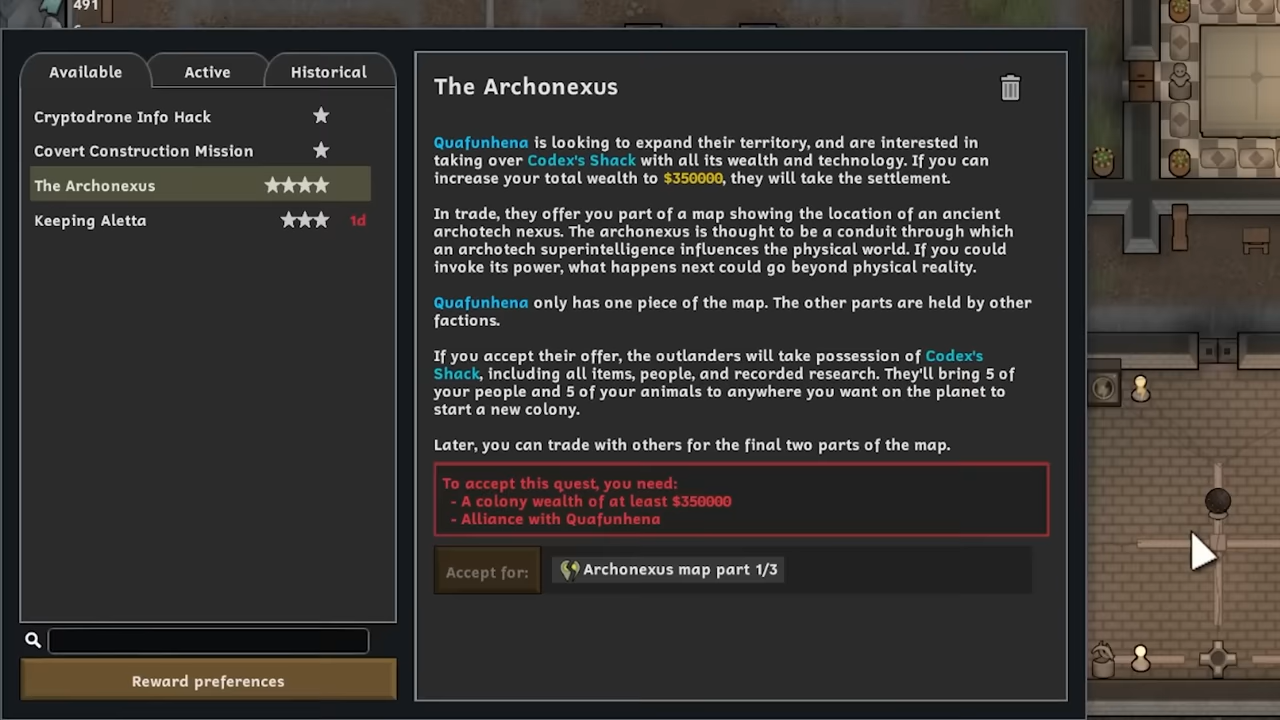 491
Available
Active
Historical
Cryptodrone Info Hack
Covert Construction Mission
The Archonexus
Keeping Aletta 1d
Reward preferences
The Archonexus
Quafunhena is looking to expand their territory, and are interested in
taking over Codex's Shack with all its wealth and technology. If you can
increase your total wealth to $350000, they will take the settlement.
In trade, they offer you part of a map showing the location of an ancient
archotech nexus. The archonexus is thought to be a conduit through which
an archotech superintelligence influences the physical world. If you could
invoke its power, what happens next could go beyond physical reality.
Quafunhena only has one piece of the map. The other parts are held by other
factions.
If you accept their offer, the outlanders will take possession of Codex's
Shack, including all items, people, and recorded research. They'll bring 5 of
your people and 5 of your animals to anywhere you want on the planet to
start a new colony.
Later, you can trade with others for the final two parts of the map.
To accept this quest, you need:
- A colony wealth of at least $350000
- Alliance with Quafunhena
Accept for:
Archonexus map part 1/3